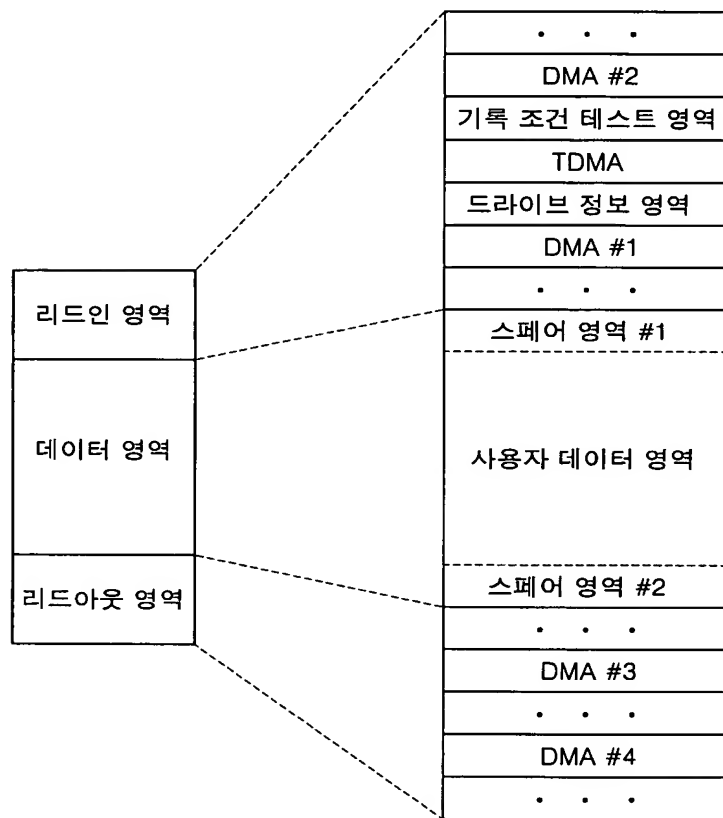 리드인 영역
데이터 영역
리드아웃 영역
· · ·
DMA #2
기록 조건 테스트 영역
TDMA
드라이브 정보 영역
DMA #1
· · ·
스페어 영역 #1
사용자 데이터 영역
스페어 영역 #2
· · ·
DMA #3
· · ·
DMA #4
· · ·